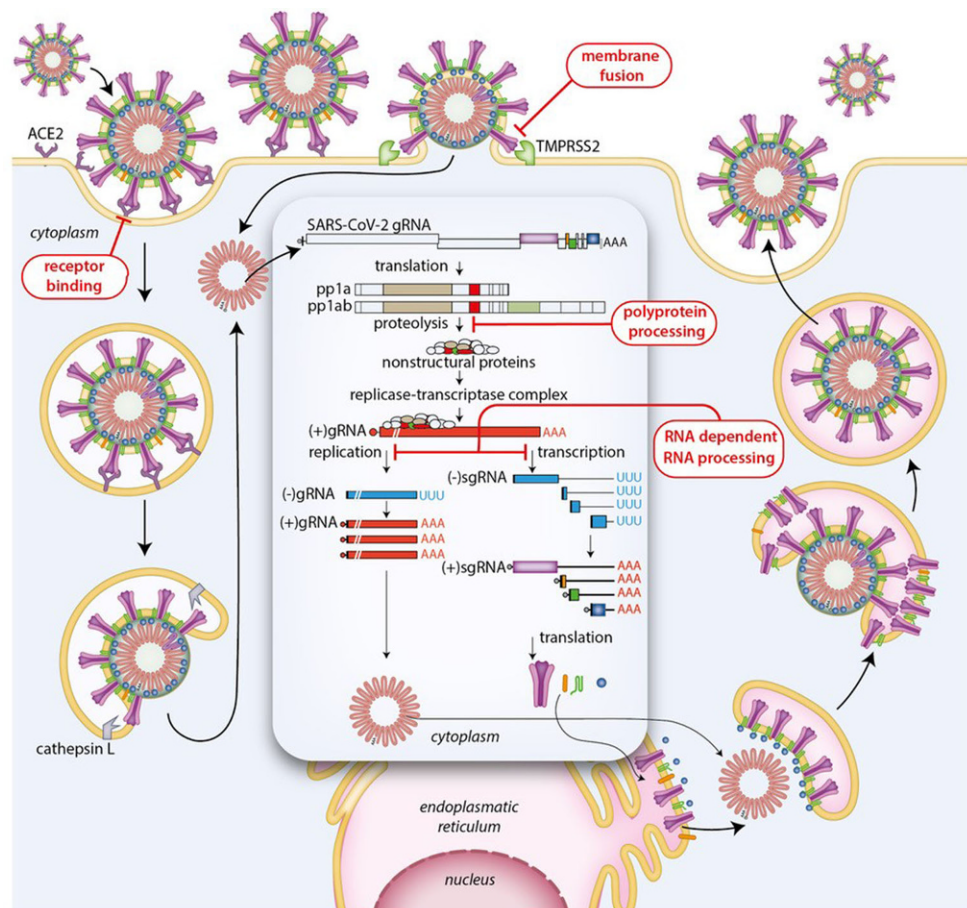 membrane
fusion
ACE2
TMPRSS2
SARS-CoV-2 gRNA
AAA
cytoplasm
receptor
binding
translation
pp1a
pp1ab
proteolysis
polyprotein
processing
nonstructural proteins
replicase-transcriptase complex
(+)gRNA
AAA
RNA dependent
RNA processing
replication
transcription
(-)sgRNA
UUU
UUU
UUU
UUU
(-)gRNA
UUU
(+)gRNA
AAA
AAA
AAA
(+)sgRNA
AAA
AAA
AAA
AAA
translation
cathepsin L
cytoplasm
endoplasmatic
reticulum
nucleus